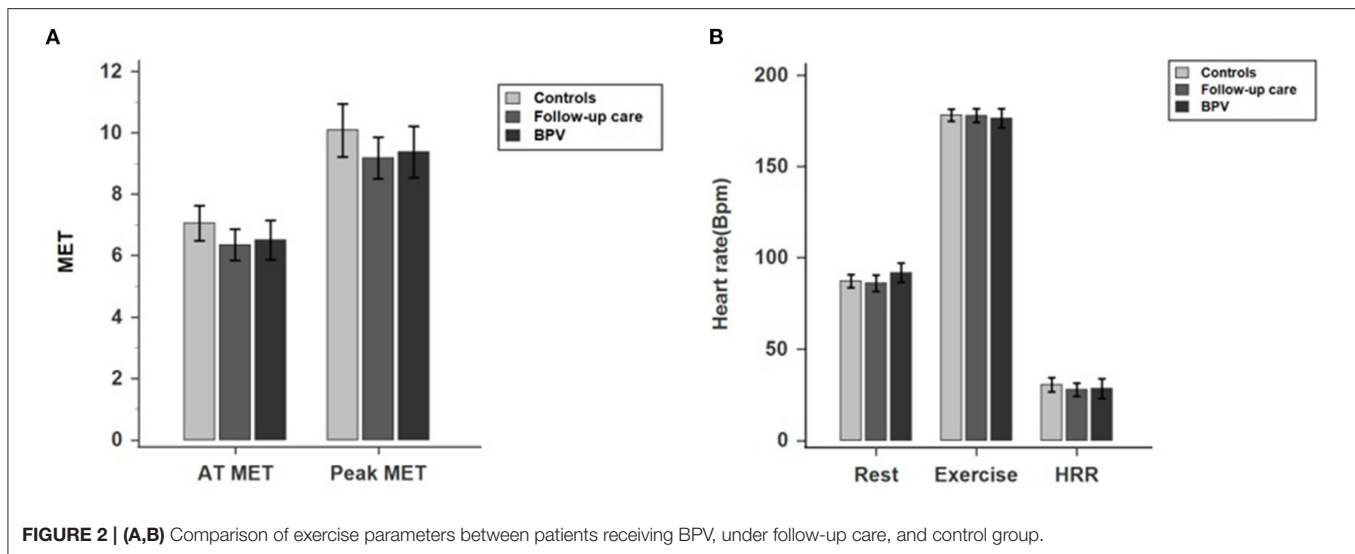 A
12
10
8
6
4
2
0
MET
AT MET Peak MET
Controls
Follow-up care
BPV
B
200
150
100
50
0
Heart rate(Bpm)
Rest Exercise HRR
Controls
Follow-up care
BPV
FIGURE 2 | (A,B) Comparison of exercise parameters between patients receiving BPV, under follow-up care, and control group.